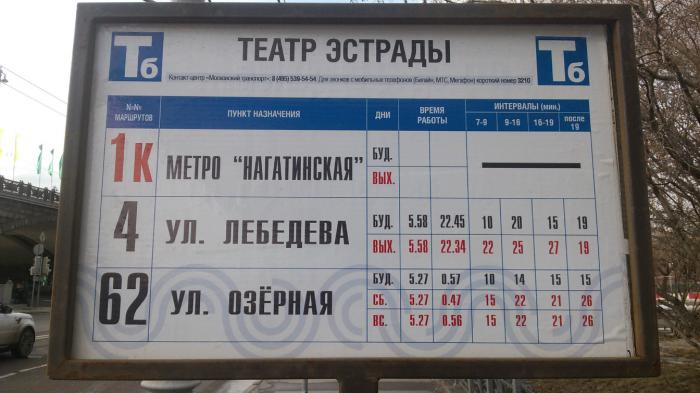 Тб ТЕАТР ЭСТРАДЫ Тб
Контакт-центр «Московский транспорт»: 8 (495) 539-54-54. Для звонков с мобильных телефонов (Билайн, МТС, Мегафон) короткий номер 3210
№№ МАРШРУТОВ ПУНКТ НАЗНАЧЕНИЯ ДНИ ВРЕМЯ РАБОТЫ ИНТЕРВАЛЫ (мин.)
7-9 9-16 16-19 после 19
1к МЕТРО "НАГАТИНСКАЯ" БУД.
ВЫХ.
4 УЛ. ЛЕБЕДЕВА БУД. 5.58 22.45 10 20 15 19
ВЫХ. 5.58 22.34 22 25 27 19
62 УЛ. ОЗЁРНАЯ БУД. 5.27 0.57 10 14 15 15
СБ. 5.27 0.47 15 22 21 26
ВС. 5.27 0.56 15 22 21 26